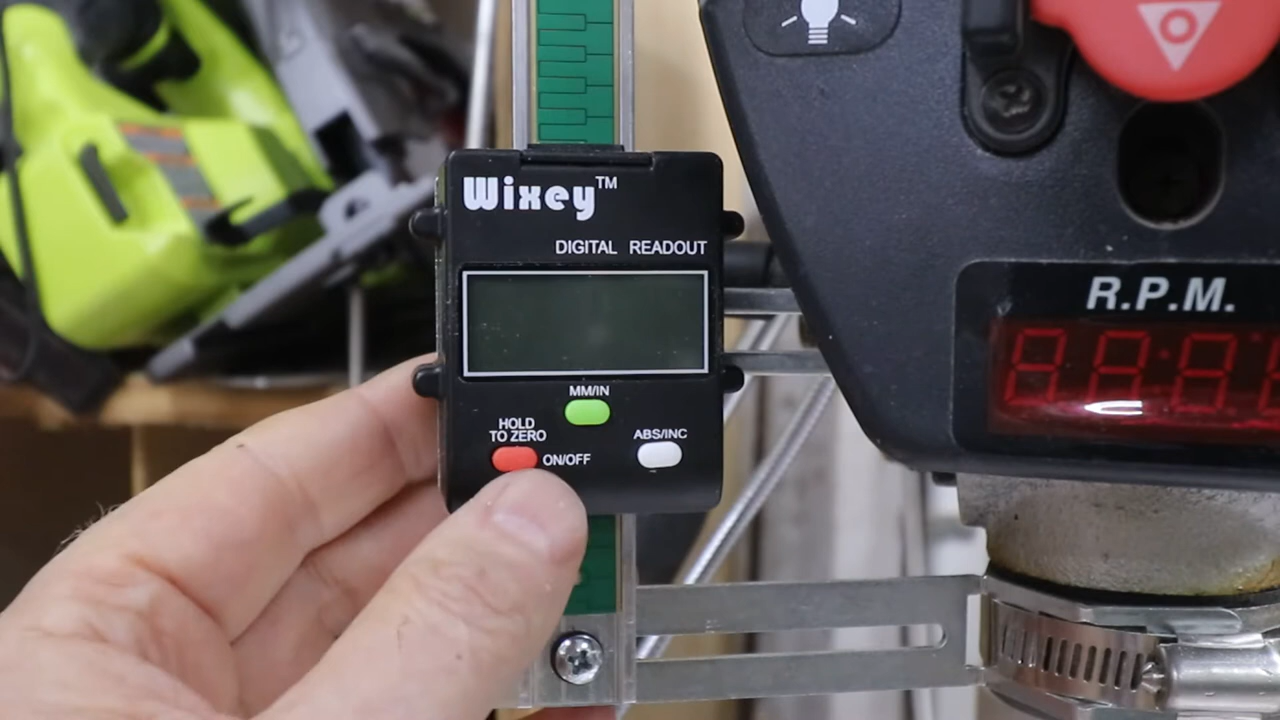 Wixey™
DIGITAL READOUT
MM/IN
HOLD
TO ZERO
ON/OFF
ABS/INC
R.P.M.